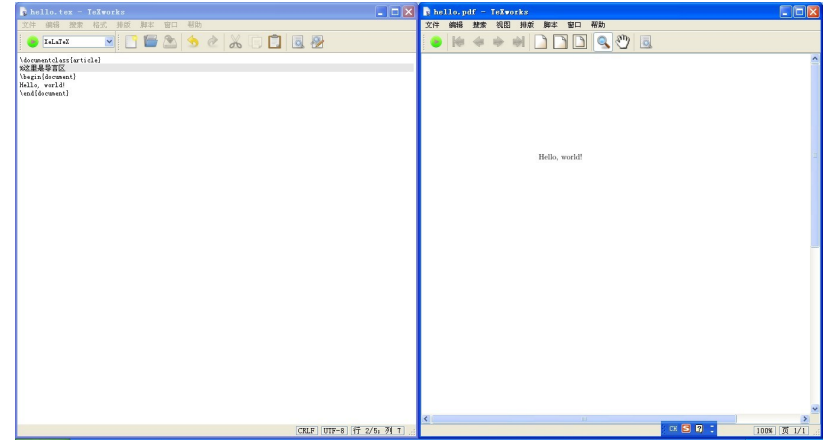 hello.tex - TeXworks
文件 编辑 搜索 格式 排版 脚本 窗口 帮助
XeLaTeX
\documentclass{article}
%这里是导言区
\begin{document}
Hello, world!
\end{document}
CRLF UTF-8 行 2/5; 列 7
hello.pdf - TeXworks
文件 编辑 搜索 视图 排版 脚本 窗口 帮助
Hello, world!
CH
100% 页 1/1